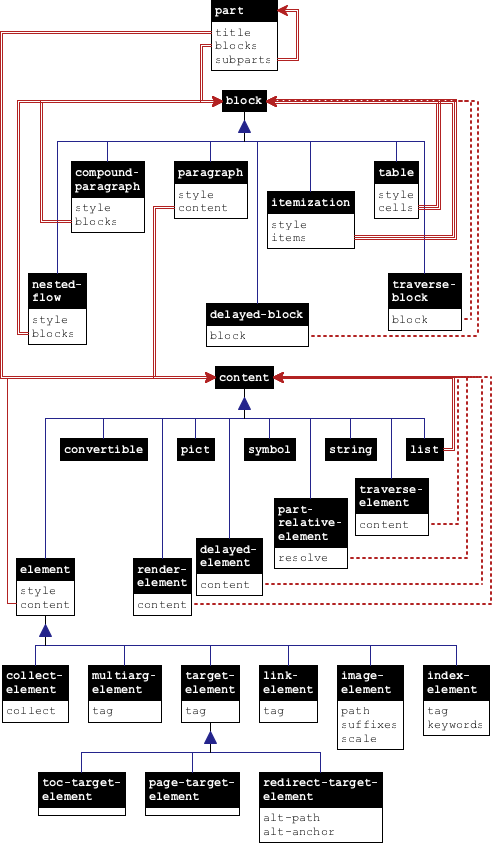 part
title
blocks
subparts
block
compound-
paragraph
style
blocks
paragraph
style
content
itemization
style
items
table
style
cells
nested-
flow
style
blocks
delayed-block
block
traverse-
block
block
content
convertible
pict
symbol
string
list
traverse-
element
content
part-
relative-
element
resolve
delayed-
element
content
render-
element
content
element
style
content
collect-
element
collect
multiarg-
element
tag
target-
element
tag
link-
element
tag
image-
element
path
suffixes
scale
index-
element
tag
keywords
toc-target-
element
page-target-
element
redirect-target-
element
alt-path
alt-anchor